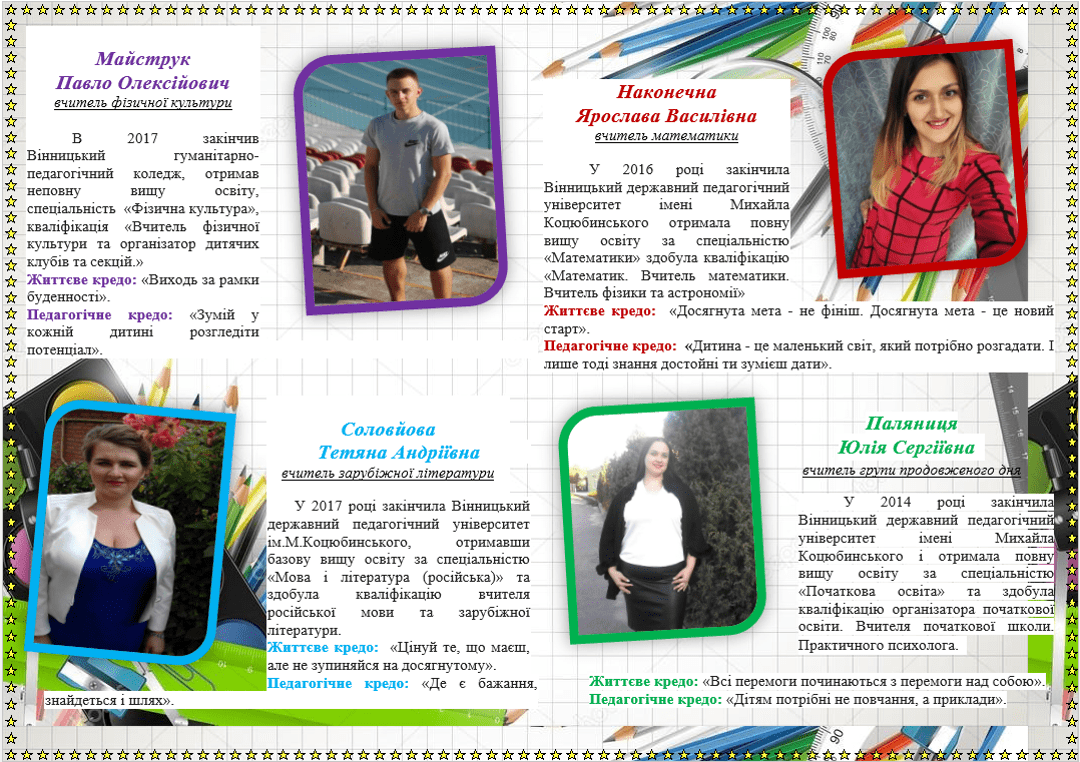 Майструк
Павло Олексійович
вчитель фізичної культури
В 2017 закінчив
Вінницький гуманітарно-
педагогічний коледж, отримав
неповну вищу освіту,
спеціальність «Фізична культура»,
кваліфікація «Вчитель фізичної
культури та організатор дитячих
клубів та секцій.»
Життєве кредо: «Виходь за рамки
буденності».
Педагогічне кредо: «Зумій у
кожній дитині розгледіти
потенціал».
Наконечна
Ярослава Василівна
вчитель математики
У 2016 році закінчила
Вінницький державний педагогічний
університет імені Михайла
Коцюбинського отримала повну
вищу освіту за спеціальністю
«Математики» здобула кваліфікацію
«Математик. Вчитель математики.
Вчитель фізики та астрономії»
Життєве кредо: «Досягнута мета - не фініш. Досягнута мета - це новий
старт».
Педагогічне кредо: «Дитина - це маленький світ, який потрібно розгадати. І
лише тоді знання достойні ти зумієш дати».
Соловйова
Тетяна Андріївна
вчитель зарубіжної літератури
У 2017 році закінчила Вінницький
державний педагогічний університет
ім.М.Коцюбинського, отримавши
базову вищу освіту за спеціальністю
«Мова і література (російська)» та
здобула кваліфікацію вчителя
російської мови та зарубіжної
літератури.
Життєве кредо: «Цінуй те, що маєш,
але не зупиняйся на досягнутому».
Педагогічне кредо: «Де є бажання,
знайдеться і шлях».
Паляниця
Юлія Сергіївна
вчитель групи продовженого дня
У 2014 році закінчила
Вінницький державний педагогічний
університет імені Михайла
Коцюбинського і отримала повну
вищу освіту за спеціальністю
«Початкова освіта» та здобула
кваліфікацію організатора початкової
освіти. Вчителя початкової школи.
Практичного психолога.
Життєве кредо: «Всі перемоги починаються з перемоги над собою».
Педагогічне кредо: «Дітям потрібні не повчання, а приклади».